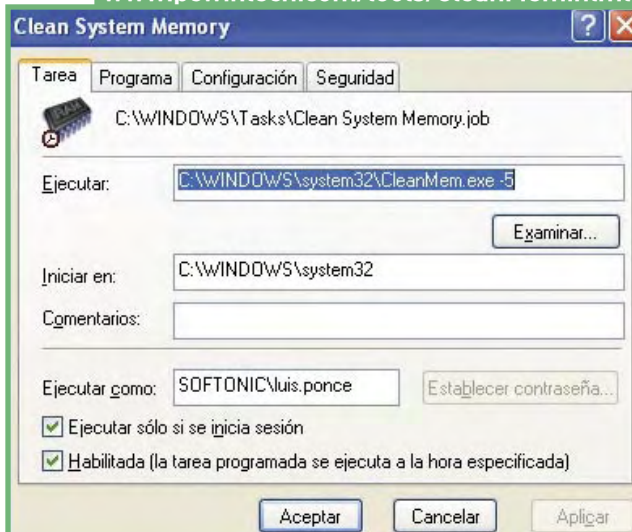 Clean System Memory
Tarea Programa Configuración Seguridad
C:\WINDOWS\Tasks\Clean System Memory.job
Ejecutar: C:\WINDOWS\system32\CleanMem.exe -5
Examinar...
Iniciar en: C:\WINDOWS\system32
Comentarios:
Ejecutar como: SOFTONIC\luis.ponce Establecer contraseña...
Ejecutar sólo si se inicia sesión
Habilitada (la tarea programada se ejecuta a la hora especificada)
Aceptar Cancelar Aplicar